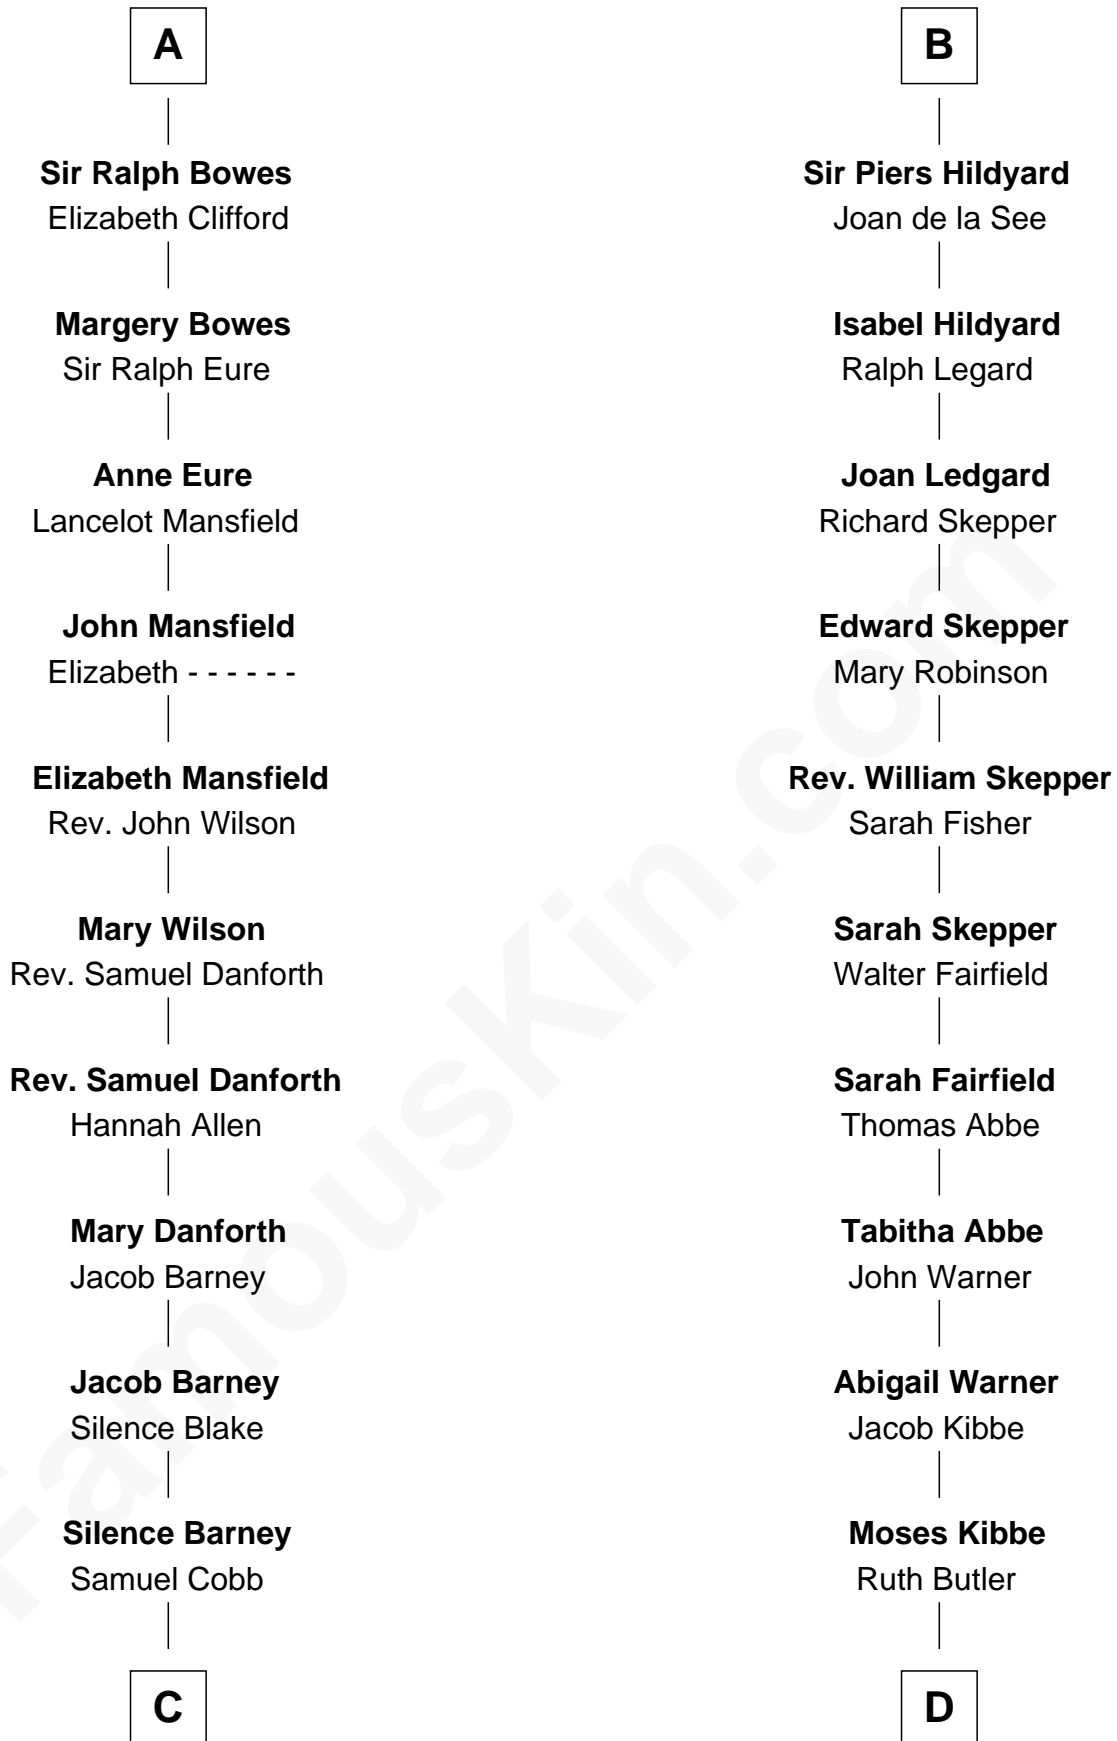 A
Sir Ralph Bowes
Elizabeth Clifford
Margery Bowes
Sir Ralph Eure
Anne Eure
Lancelot Mansfield
John Mansfield
Elizabeth - - - - - -
Elizabeth Mansfield
Rev. John Wilson
Mary Wilson
Rev. Samuel Danforth
Rev. Samuel Danforth
Hannah Allen
Mary Danforth
Jacob Barney
Jacob Barney
Silence Blake
Silence Barney
Samuel Cobb
C
B
Sir Piers Hildyard
Joan de la See
Isabel Hildyard
Ralph Legard
Joan Ledgard
Richard Skepper
Edward Skepper
Mary Robinson
Rev. William Skepper
Sarah Fisher
Sarah Skepper
Walter Fairfield
Sarah Fairfield
Thomas Abbe
Tabitha Abbe
John Warner
Abigail Warner
Jacob Kibbe
Moses Kibbe
Ruth Butler
D
FamousKin.com